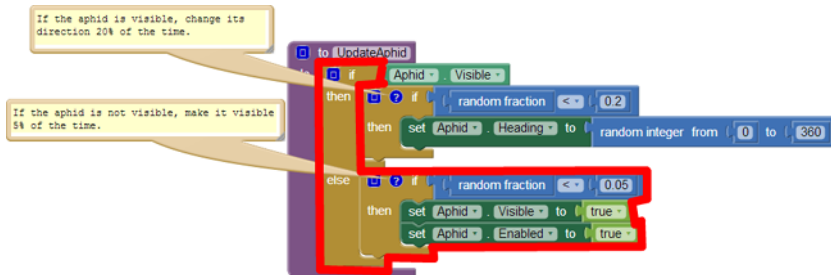 If the aphid is visible, change its
direction 20% of the time.
to UpdateAphid
if Aphid . Visible
then if random fraction < 0.2
then set Aphid . Heading to random integer from 0 to 360
If the aphid is not visible, make it visible
5% of the time.
else if random fraction < 0.05
then set Aphid . Visible to true
set Aphid . Enabled to true